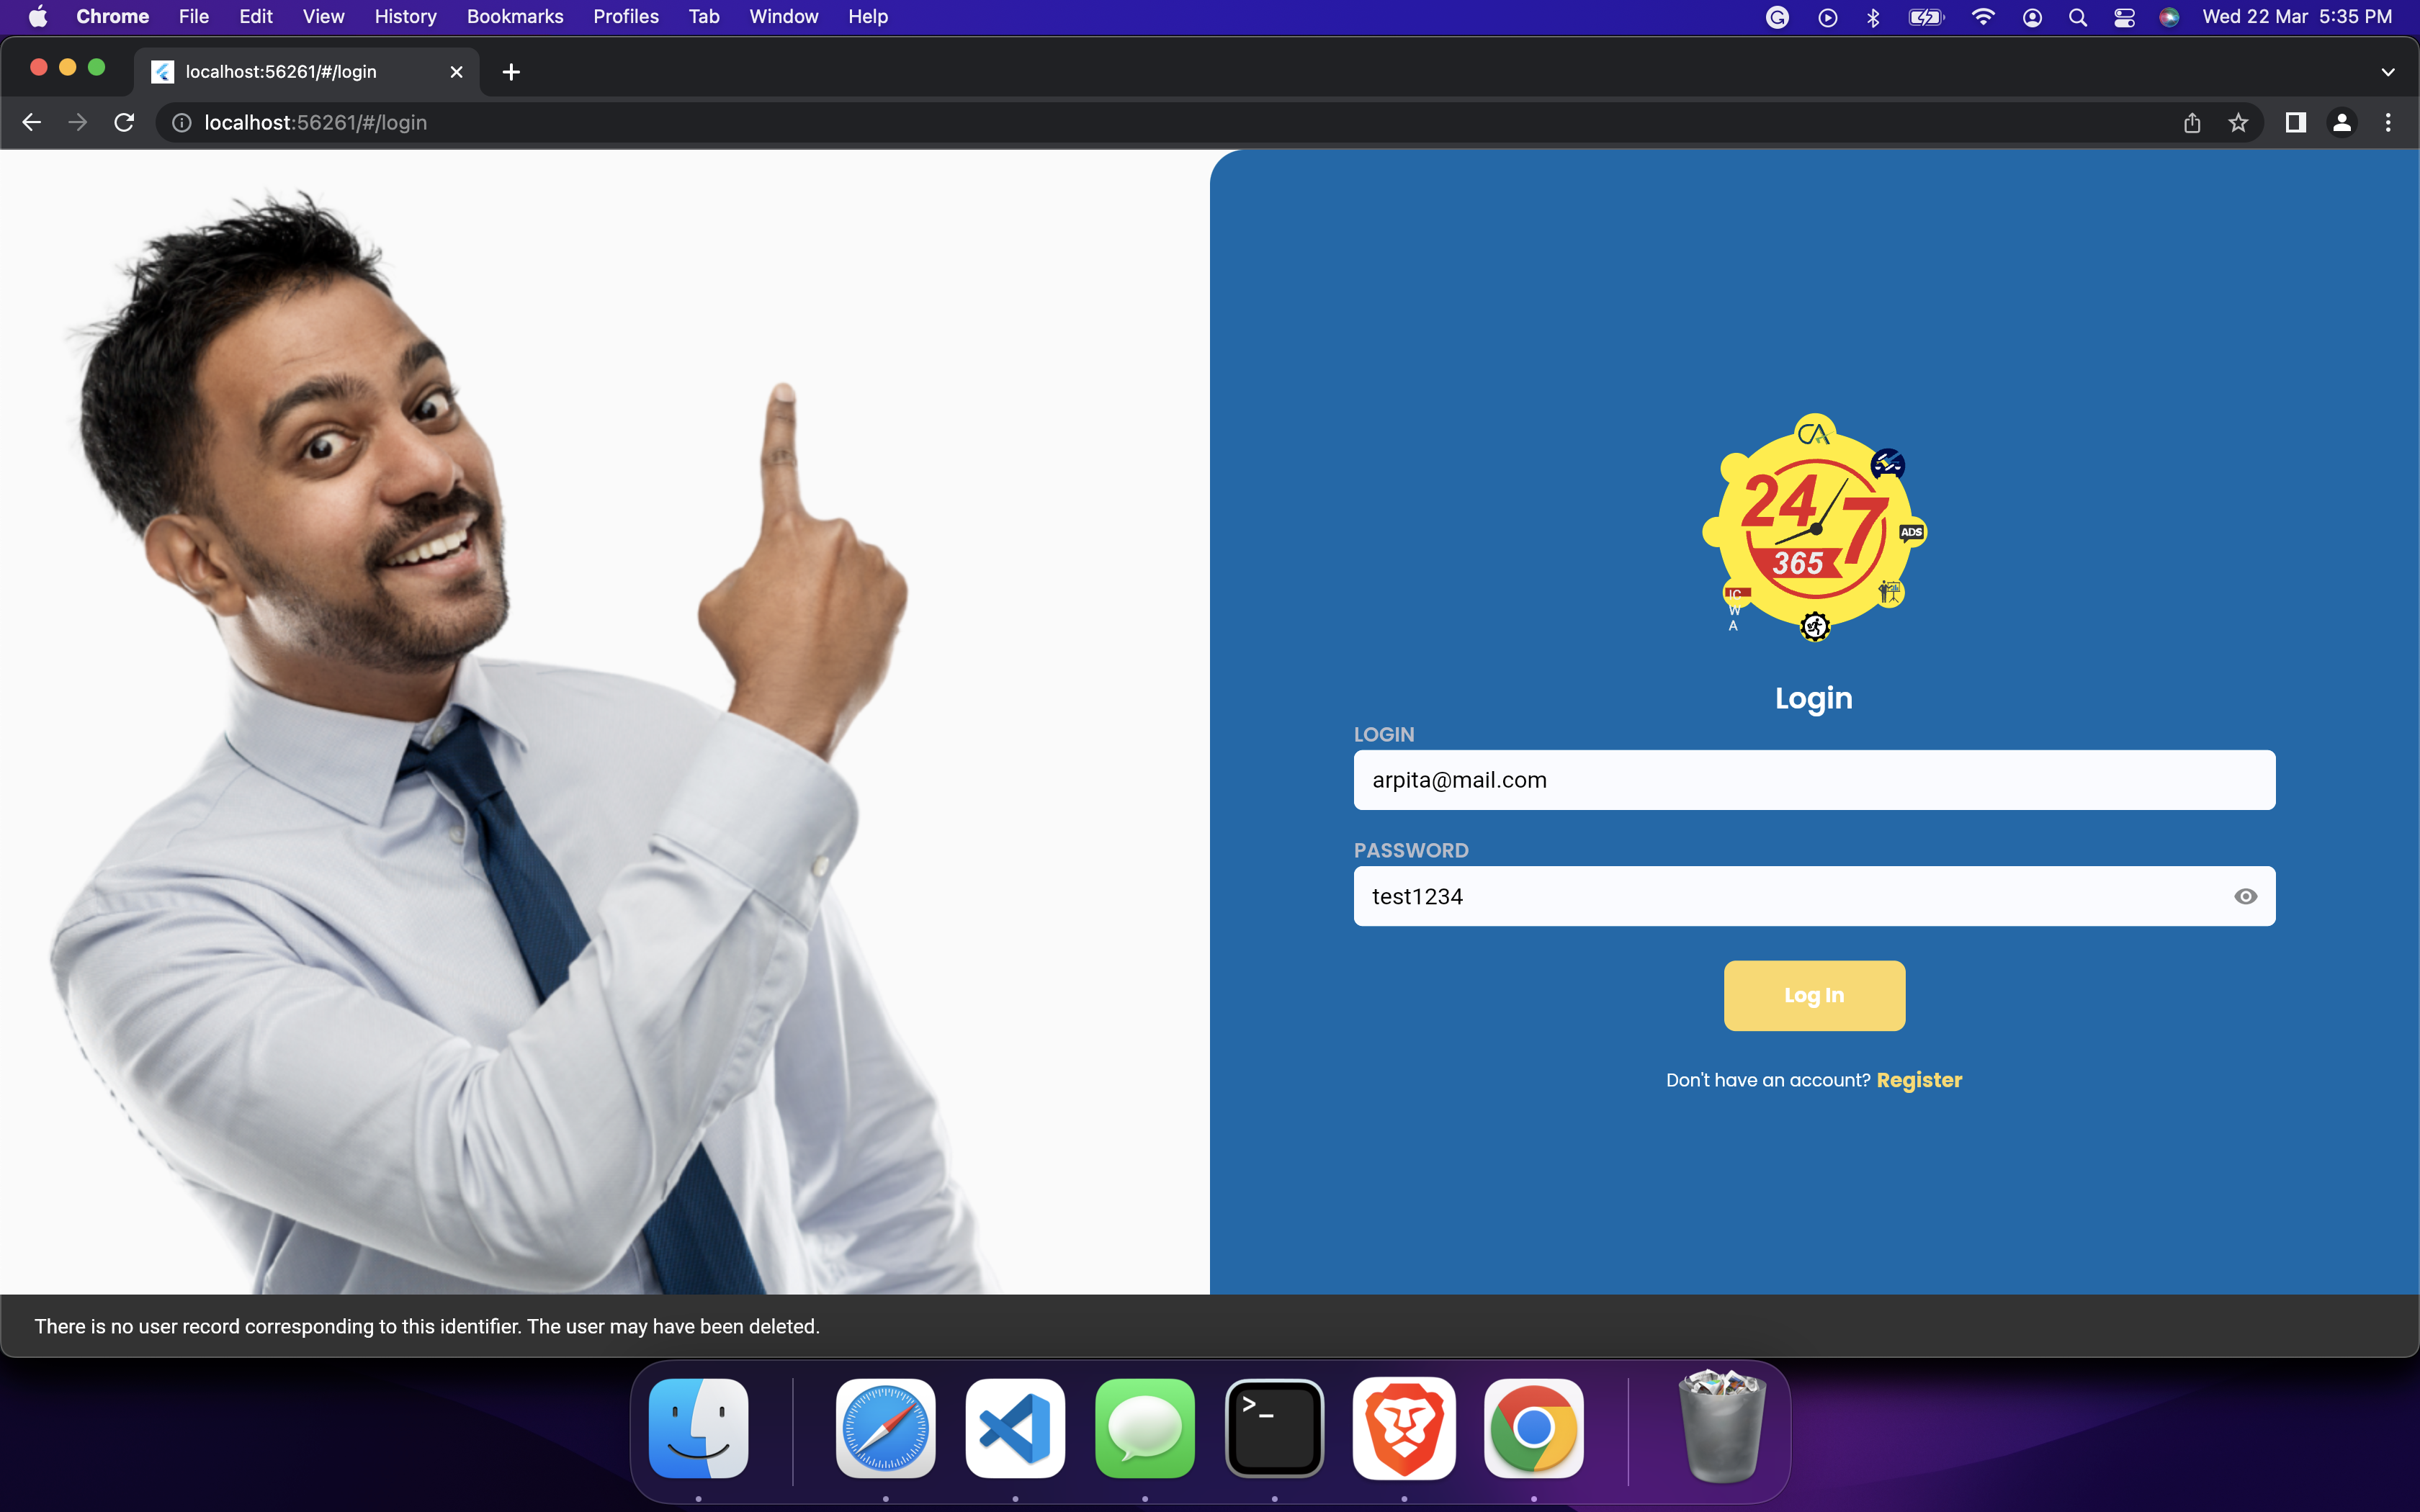 Chrome File Edit View History Bookmarks Profiles Tab Window Help Wed 22 Mar 5:35 PM
localhost:56261/#/login
localhost:56261/#/login
CA
24
7
ADS
365
IC
W
A
Login
LOGIN
arpita@mail.com
PASSWORD
test1234
Log In
Don't have an account? Register
There is no user record corresponding to this identifier. The user may have been deleted.